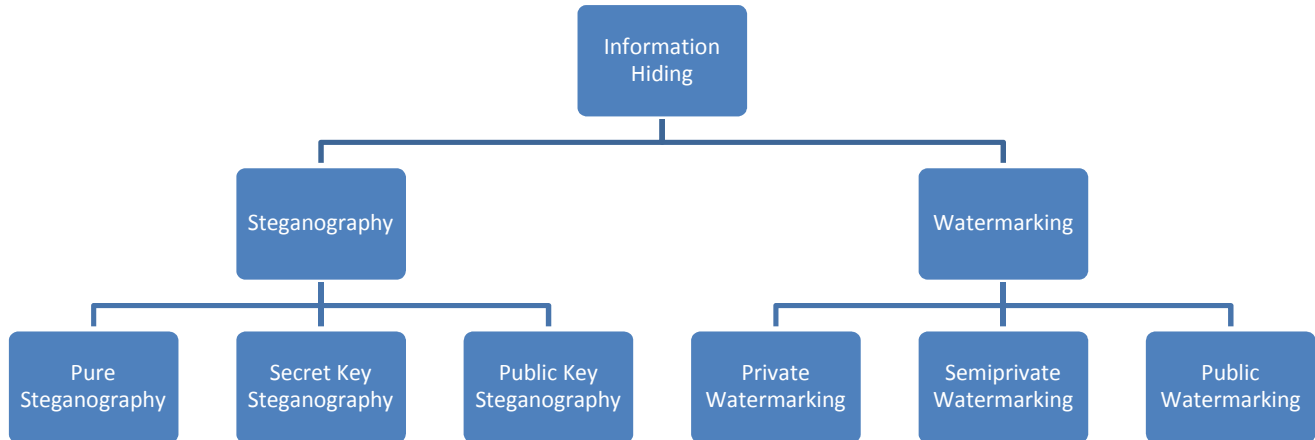 Information
Hiding
Steganography
Watermarking
Pure
Steganography
Secret Key
Steganography
Public Key
Steganography
Private
Watermarking
Semiprivate
Watermarking
Public
Watermarking